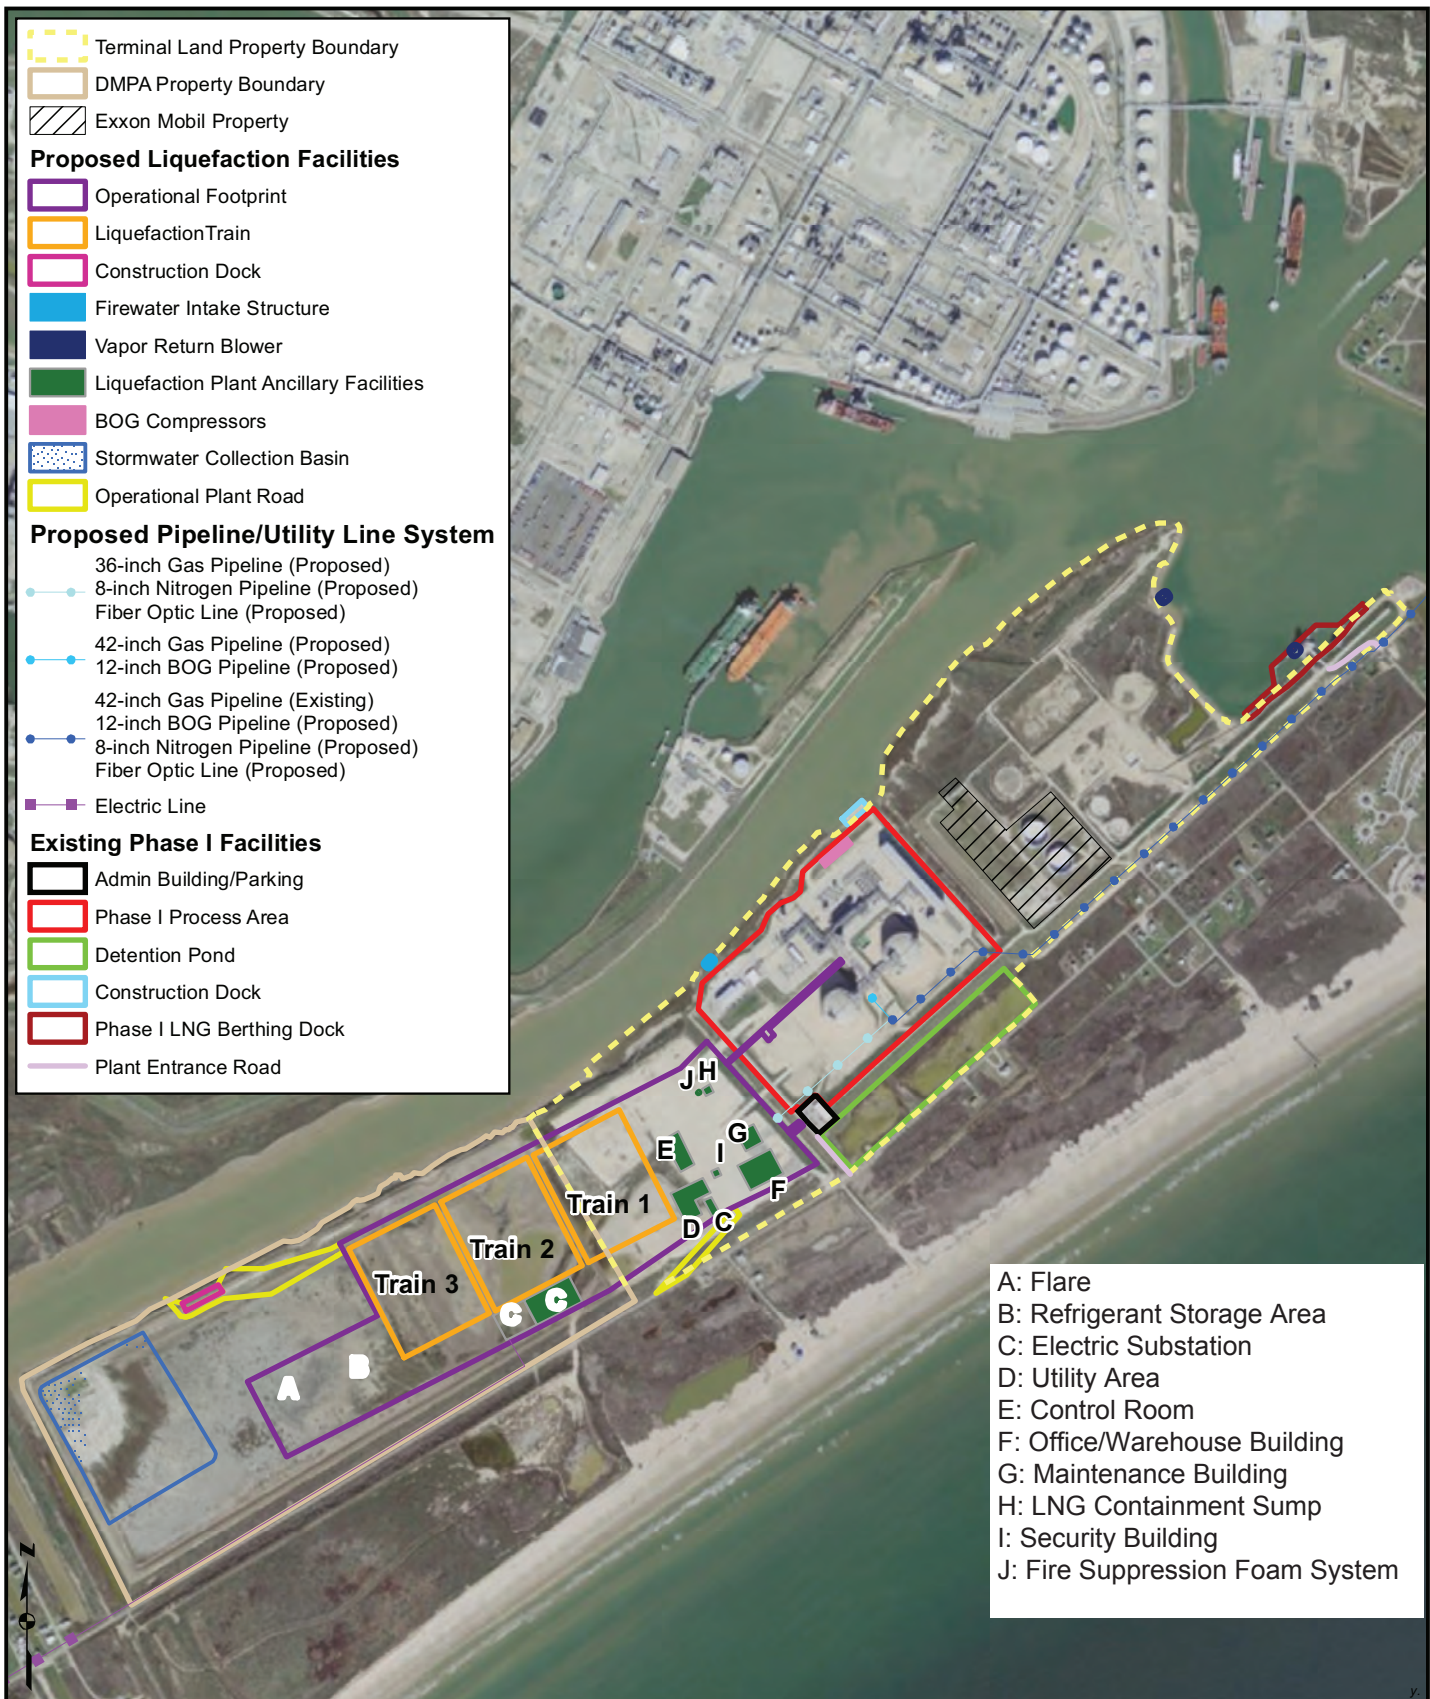 Terminal Land Property Boundary
DMPA Property Boundary
Exxon Mobil Property
Proposed Liquefaction Facilities
Operational Footprint
LiquefactionTrain
Construction Dock
Firewater Intake Structure
Vapor Return Blower
Liquefaction Plant Ancillary Facilities
BOG Compressors
Stormwater Collection Basin
Operational Plant Road
Proposed Pipeline/Utility Line System
36-inch Gas Pipeline (Proposed)
8-inch Nitrogen Pipeline (Proposed)
Fiber Optic Line (Proposed)
42-inch Gas Pipeline (Proposed)
12-inch BOG Pipeline (Proposed)
42-inch Gas Pipeline (Existing)
12-inch BOG Pipeline (Proposed)
8-inch Nitrogen Pipeline (Proposed)
Fiber Optic Line (Proposed)
Electric Line
Existing Phase I Facilities
Admin Building/Parking
Phase I Process Area
Detention Pond
Construction Dock
Phase I LNG Berthing Dock
Plant Entrance Road
J H
G
E
I
F
D
C
Train 1
Train 2
Train 3
C
C
B
A
A: Flare
B: Refrigerant Storage Area
C: Electric Substation
D: Utility Area
E: Control Room
F: Office/Warehouse Building
G: Maintenance Building
H: LNG Containment Sump
I: Security Building
J: Fire Suppression Foam System
N
y.